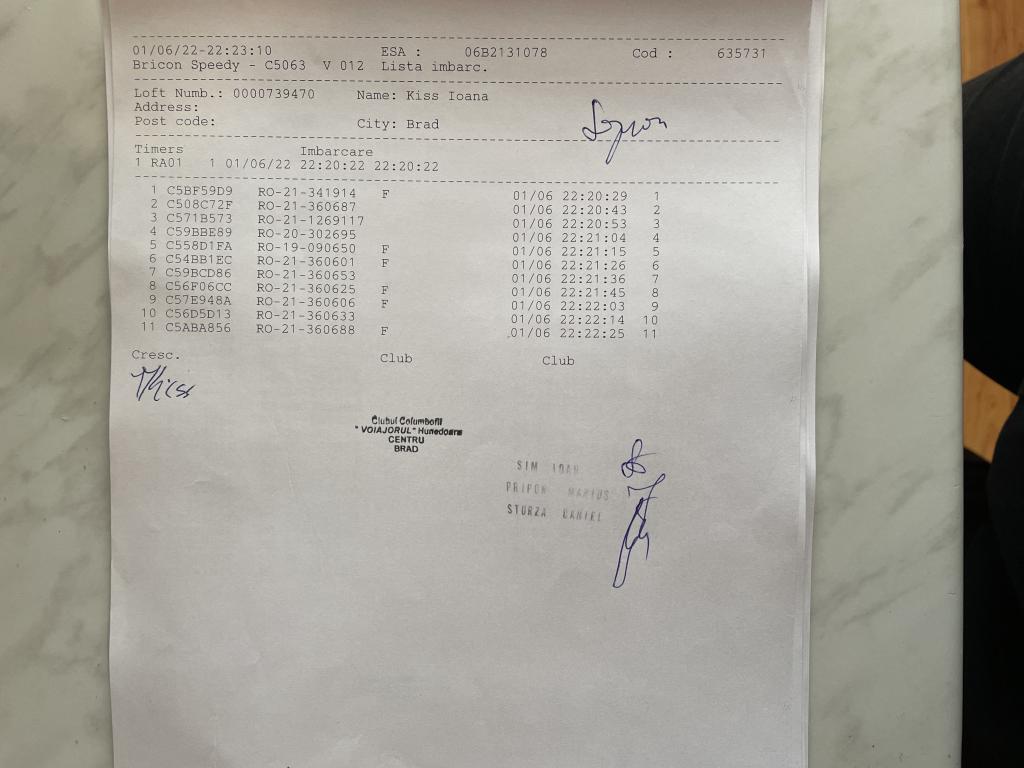 01/06/22-22:23:10 ESA : 06B2131078 Cod : 635731
Bricon Speedy - C5063 V 012 Lista imbarc.
Loft Numb.: 0000739470 Name: Kiss Ioana
Address:
Post code: City: Brad
Sopron
Timers Imbarcare
1 RA01 1 01/06/22 22:20:22 22:20:22
1 C5BF59D9 RO-21-341914 F 01/06 22:20:29 1
2 C508C72F RO-21-360687 01/06 22:20:43 2
3 C571B573 RO-21-1269117 01/06 22:20:53 3
4 C59BBE89 RO-20-302695 01/06 22:21:04 4
5 C558D1FA RO-19-090650 F 01/06 22:21:15 5
6 C54BB1EC RO-21-360601 F 01/06 22:21:26 6
7 C59BCD86 RO-21-360653 01/06 22:21:36 7
8 C56F06CC RO-21-360625 F 01/06 22:21:45 8
9 C57E948A RO-21-360606 F 01/06 22:22:03 9
10 C56D5D13 RO-21-360633 01/06 22:22:14 10
11 C5ABA856 RO-21-360688 F 01/06 22:22:25 11
Cresc. Club Club
Clubul Columbofil
"VOIAJORUL" Hunedoara
CENTRU
BRAD
SIM IOAN
PRIPON MARIUS
STURZA DANIEL